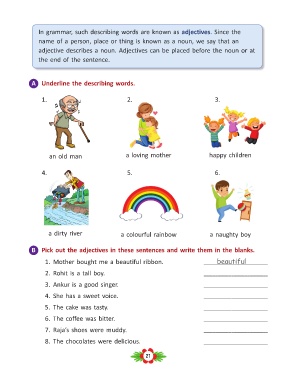 In grammar, such describing words are known as adjectives. Since the
name of a person, place or thing is known as a noun, we say that an
adjective describes a noun. Adjectives can be placed before the noun or at
the end of the sentence.
A Underline the describing words.
1. 2. 3.
an old man a loving mother happy children
4. 5. 6.
a dirty river a colourful rainbow a naughty boy
B Pick out the adjectives in these sentences and write them in the blanks.
1. Mother bought me a beautiful ribbon. beautiful
2. Rohit is a tall boy.
3. Ankur is a good singer.
4. She has a sweet voice.
5. The cake was tasty.
6. The coffee was bitter.
7. Raja's shoes were muddy.
8. The chocolates were delicious.
21